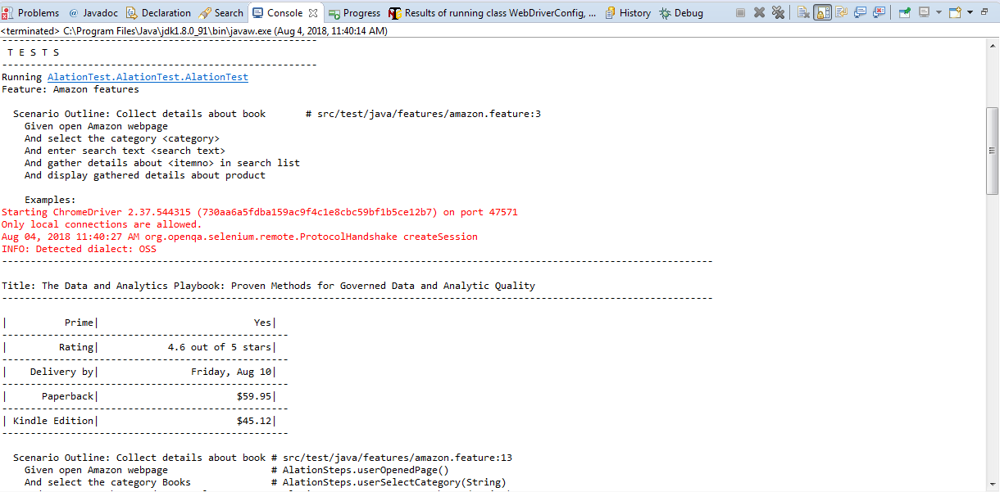 Problems @ Javadoc Declaration Search Console Progress Results of running class WebDriverConfig, ... History Debug
<terminated> C:\Program Files\Java\jdk1.8.0_91\bin\javaw.exe (Aug 4, 2018, 11:40:14 AM)
-------------------------------------------------------
T E S T S
-------------------------------------------------------
Running AlationTest.AlationTest.AlationTest
Feature: Amazon features
Scenario Outline: Collect details about book # src/test/java/features/amazon.feature:3
Given open Amazon webpage
And select the category <category>
And enter search text <search text>
And gather details about <itemno> in search list
And display gathered details about product
Examples:
Starting ChromeDriver 2.37.544315 (730aa6a5fdba159ac9f4c1e8cbc59bf1b5ce12b7) on port 47571
Only local connections are allowed.
Aug 04, 2018 11:40:27 AM org.openqa.selenium.remote.ProtocolHandshake createSession
INFO: Detected dialect: OSS
----------------------------------------------------------------------------------------------------------------------------
Title: The Data and Analytics Playbook: Proven Methods for Governed Data and Analytic Quality
----------------------------------------------------------------------------------------------------------------------------
| Prime| Yes|
--------------------------------------------------
| Rating| 4.6 out of 5 stars|
--------------------------------------------------
| Delivery by| Friday, Aug 10|
--------------------------------------------------
| Paperback| $59.95|
--------------------------------------------------
| Kindle Edition| $45.12|
--------------------------------------------------
Scenario Outline: Collect details about book # src/test/java/features/amazon.feature:13
Given open Amazon webpage # AlationSteps.userOpenedPage()
And select the category Books # AlationSteps.userSelectCategory(String)